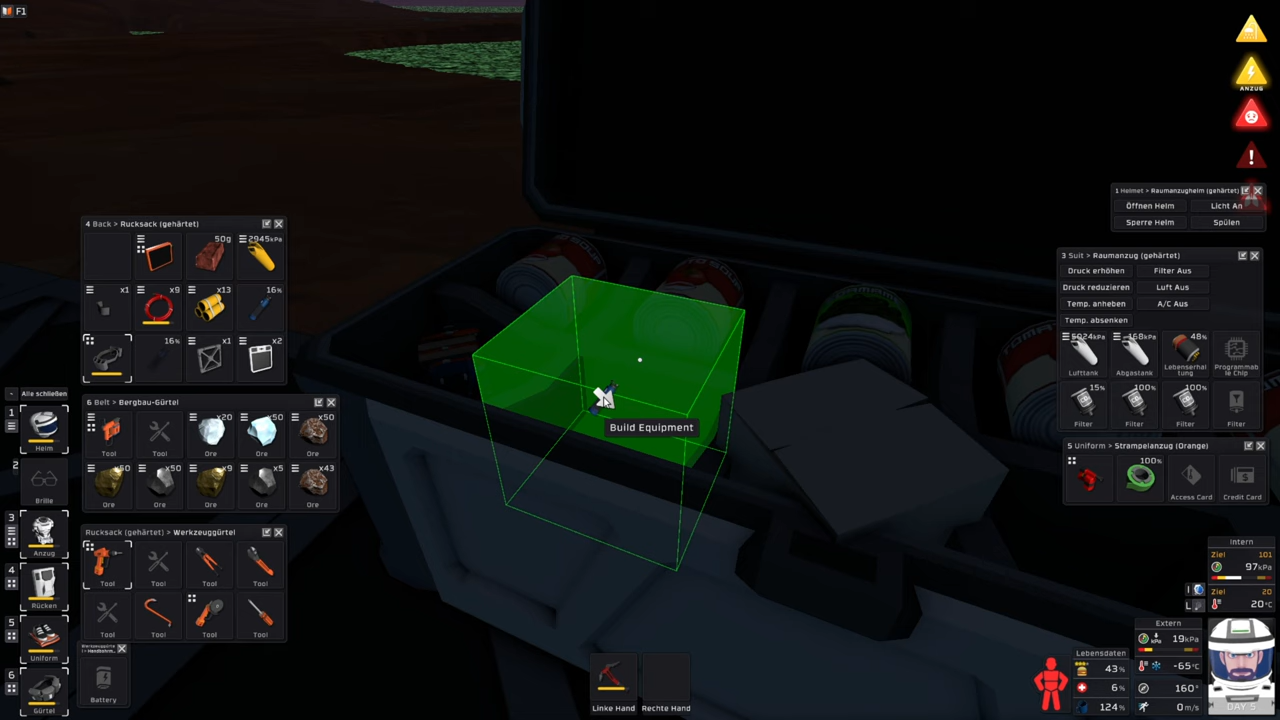 F1
ANZUG
1 Helmet > Raumanzughelm (gehärtet)
Öffnen Helm
Licht An
Sperre Helm
Spülen
4 Back > Rucksack (gehärtet)
50g
2945kPa
x1
x9
x13
16%
16%
x1
x2
3 Suit > Raumanzug (gehärtet)
Druck erhöhen
Filter Aus
Druck reduzieren
Luft Aus
Temp. anheben
A/C Aus
Temp. absenken
168kPa
48%
Lufttank
Abgastank
Lebenserhaltung
Programmable Chip
15%
100%
100%
Filter
Filter
Filter
Filter
Alle schließen
6 Belt > Bergbau-Gürtel
x20
x50
x50
Tool
Tool
Ore
Ore
Ore
x50
x50
x9
x5
x43
Ore
Ore
Ore
Ore
Ore
1
Helm
2
Brille
3
Anzug
4
Rücken
5
Uniform
6
Gürtel
Build Equipment
5 Uniform > Strampelanzug (Orange)
100%
Access Card
Credit Card
Rucksack (gehärtet) > Werkzeuggürtel
Tool
Tool
Tool
Tool
Tool
Tool
Tool
Tool
Battery
Linke Hand
Rechte Hand
Intern
Ziel 101
97kPa
Ziel 20
20°C
Extern
19kPa
-65°C
160°
0m/s
Lebensdaten
43%
6%
124%
DAY 5